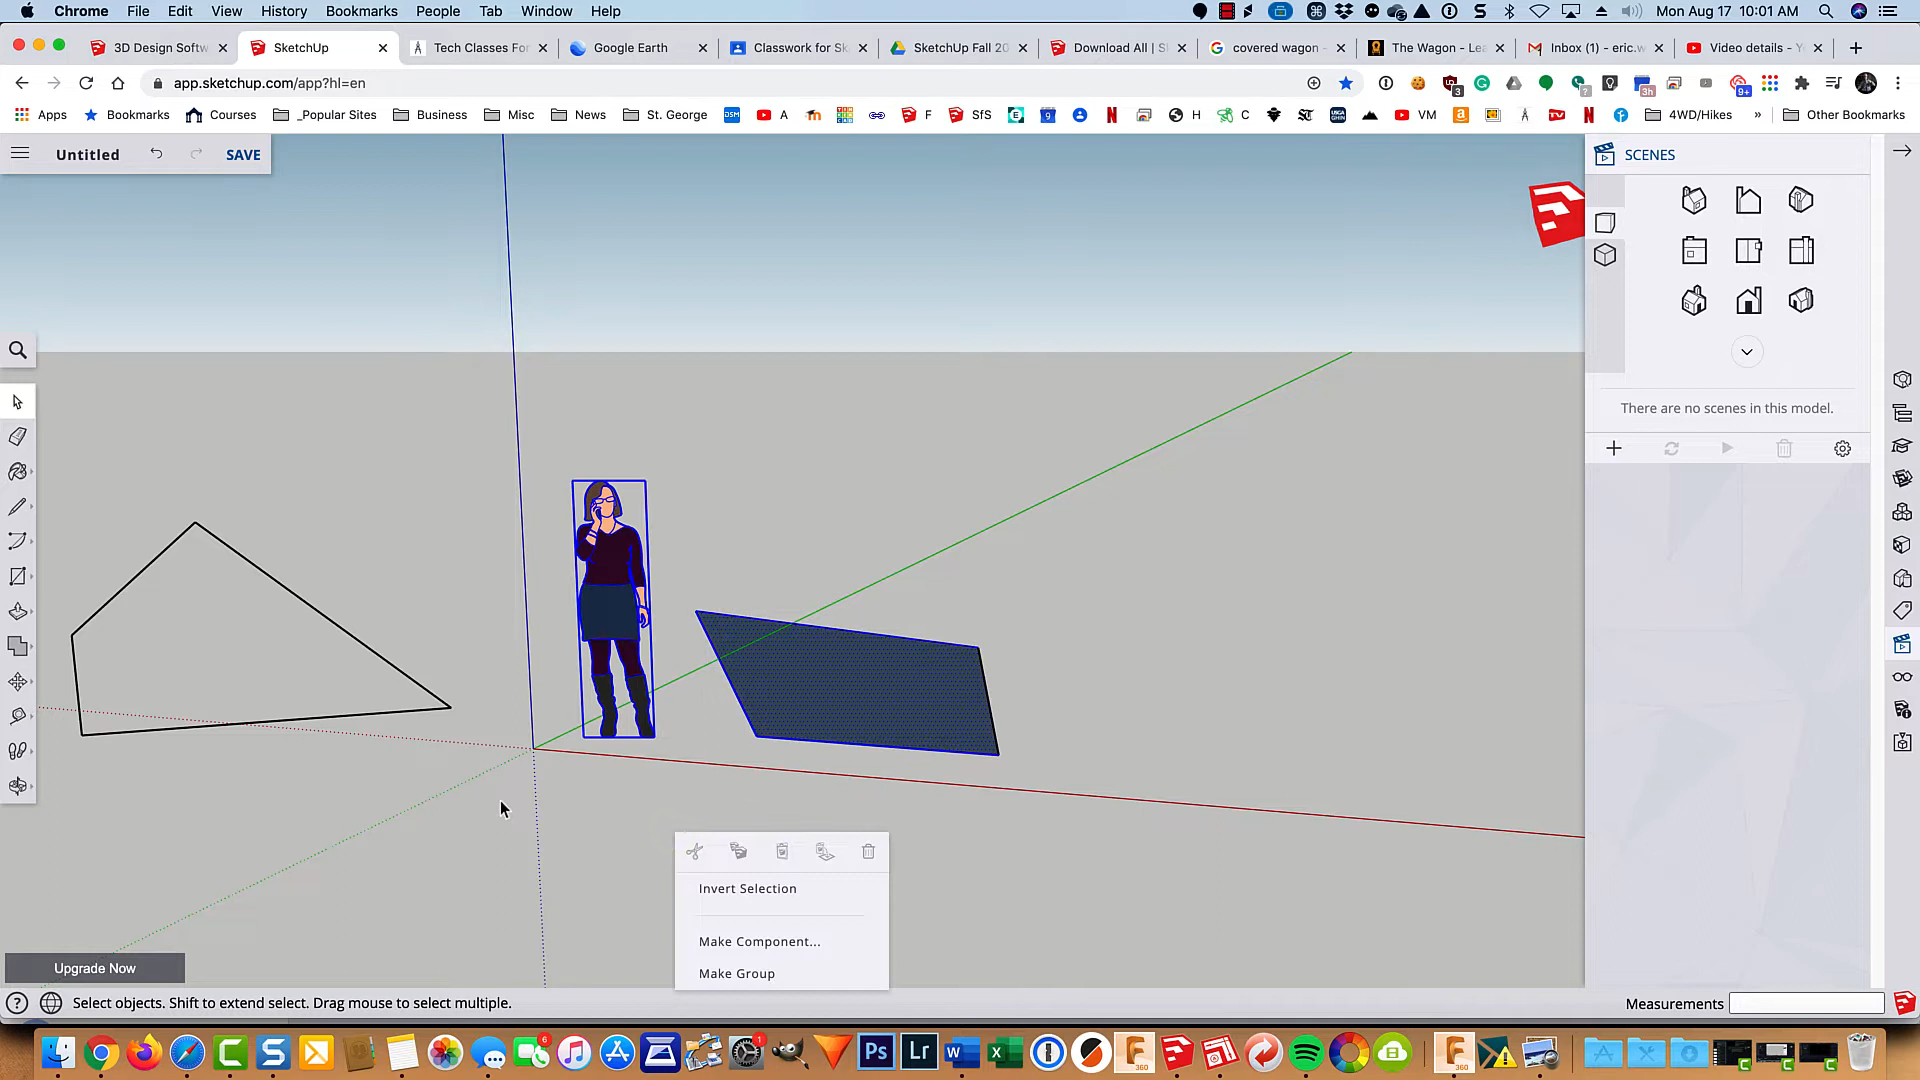 Chrome File Edit View History Bookmarks People Tab Window Help Mon Aug 17 10:01 AM
3D Design Softw SketchUp Tech Classes For Google Earth Classwork for Sk SketchUp Fall 20 Download All | S covered wagon - The Wagon - Lea Inbox (1) - eric.w Video details - Y
app.sketchup.com/app?hl=en
Apps Bookmarks Courses _Popular Sites Business Misc News St. George A F SfS H C VM 4WD/Hikes » Other Bookmarks
Untitled SAVE
SCENES
There are no scenes in this model.
Invert Selection
Make Component...
Make Group
Upgrade Now
Select objects. Shift to extend select. Drag mouse to select multiple.
Measurements